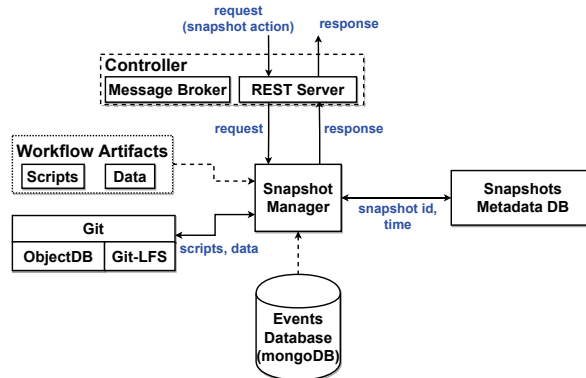 request
(snapshot action)
response
Controller
Message Broker
REST Server
request
response
Workflow Artifacts
Scripts
Data
Snapshot
Manager
Snapshots
Metadata DB
snapshot id,
time
Git
ObjectDB
Git-LFS
scripts, data
Events
Database
(mongoDB)